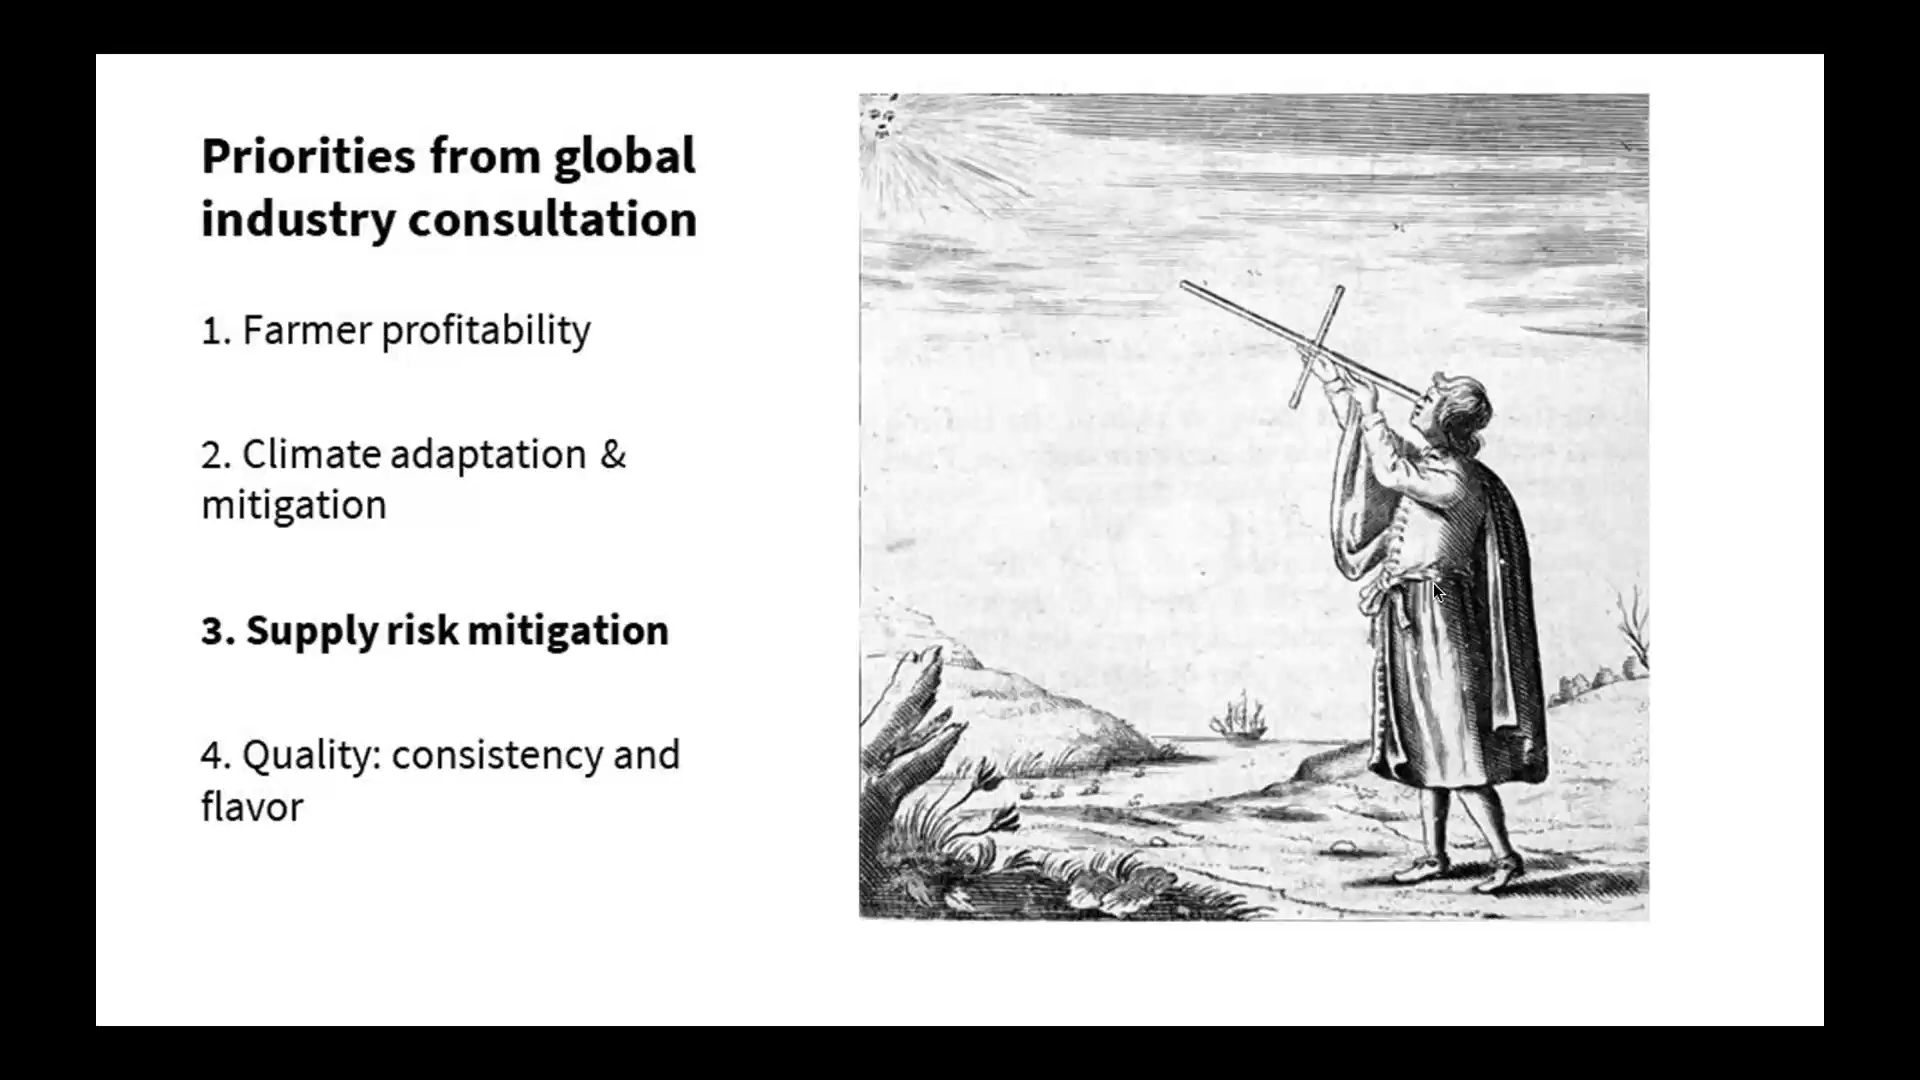 Priorities from global
industry consultation
1. Farmer profitability
2. Climate adaptation &
mitigation
3. Supply risk mitigation
4. Quality: consistency and
flavor